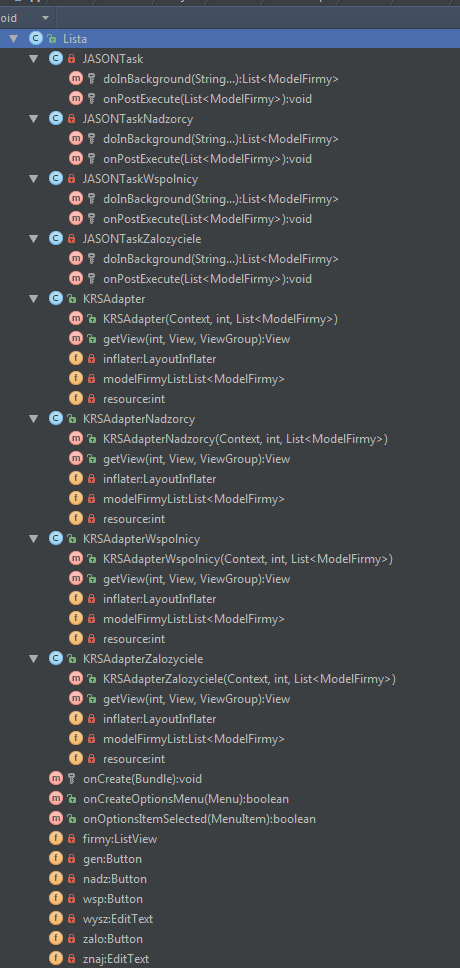 oid
Lista
JASONTask
doInBackground(String...):List<ModelFirmy>
onPostExecute(List<ModelFirmy>):void
JASONTaskNadzorcy
doInBackground(String...):List<ModelFirmy>
onPostExecute(List<ModelFirmy>):void
JASONTaskWspolnicy
doInBackground(String...):List<ModelFirmy>
onPostExecute(List<ModelFirmy>):void
JASONTaskZalozyciele
doInBackground(String...):List<ModelFirmy>
onPostExecute(List<ModelFirmy>):void
KRSAdapter
KRSAdapter(Context, int, List<ModelFirmy>)
getView(int, View, ViewGroup):View
inflater:LayoutInflater
modelFirmyList:List<ModelFirmy>
resource:int
KRSAdapterNadzorcy
KRSAdapterNadzorcy(Context, int, List<ModelFirmy>)
getView(int, View, ViewGroup):View
inflater:LayoutInflater
modelFirmyList:List<ModelFirmy>
resource:int
KRSAdapterWspolnicy
KRSAdapterWspolnicy(Context, int, List<ModelFirmy>)
getView(int, View, ViewGroup):View
inflater:LayoutInflater
modelFirmyList:List<ModelFirmy>
resource:int
KRSAdapterZalozyciele
KRSAdapterZalozyciele(Context, int, List<ModelFirmy>)
getView(int, View, ViewGroup):View
inflater:LayoutInflater
modelFirmyList:List<ModelFirmy>
resource:int
onCreate(Bundle):void
onCreateOptionsMenu(Menu):boolean
onOptionsItemSelected(MenuItem):boolean
firmy:ListView
gen:Button
nadz:Button
wsp:Button
wysz:EditText
zalo:Button
znaj:EditText